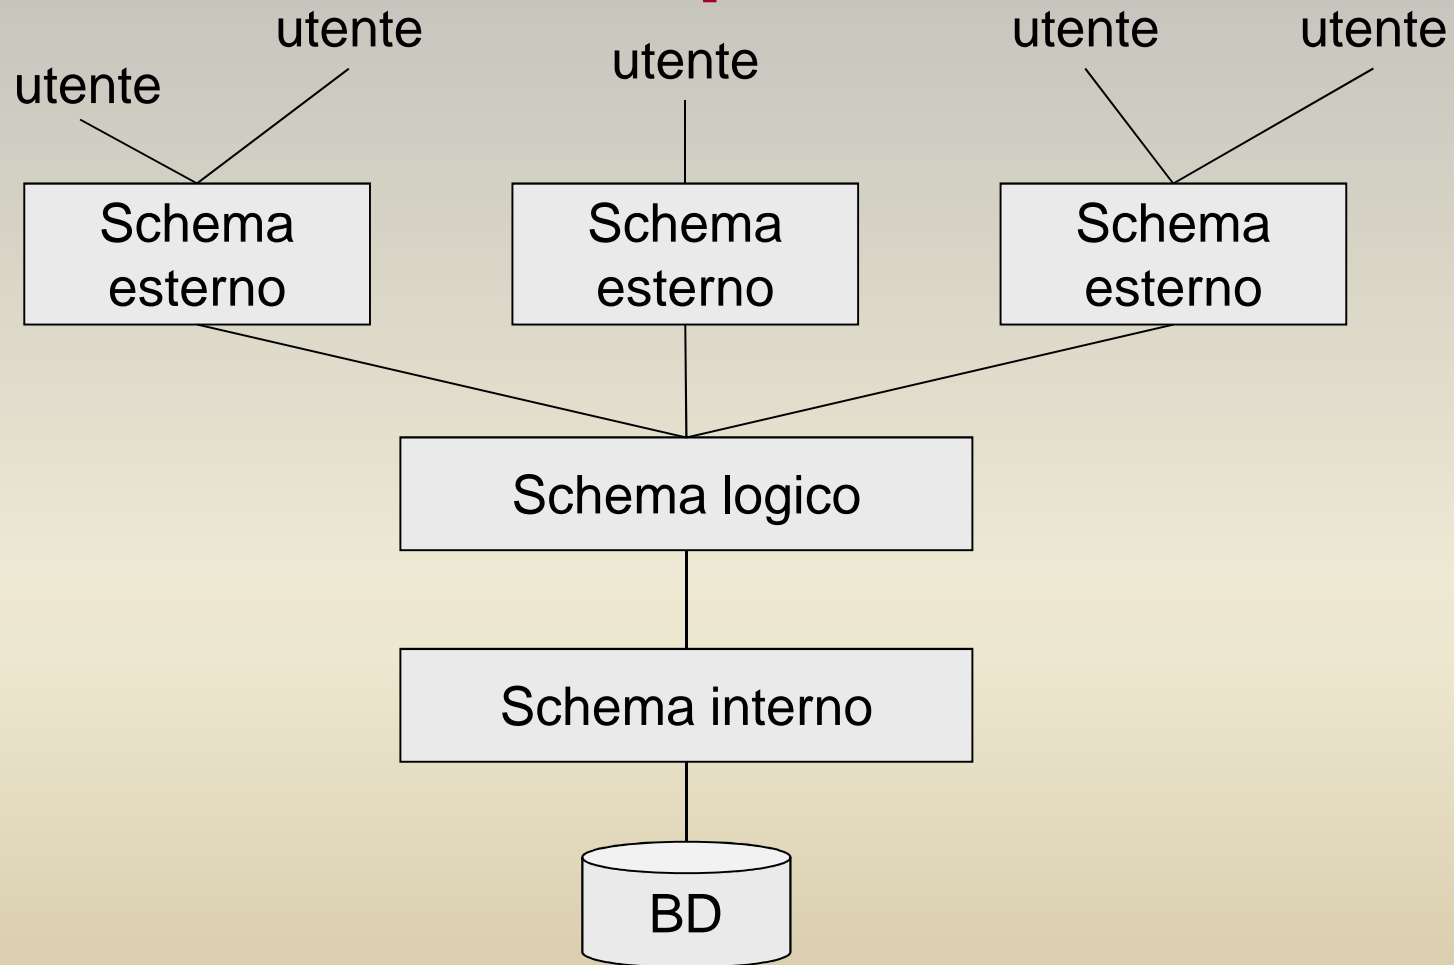 utente
utente
utente
utente
utente
Schema
esterno
Schema
esterno
Schema
esterno
Schema logico
Schema interno
BD